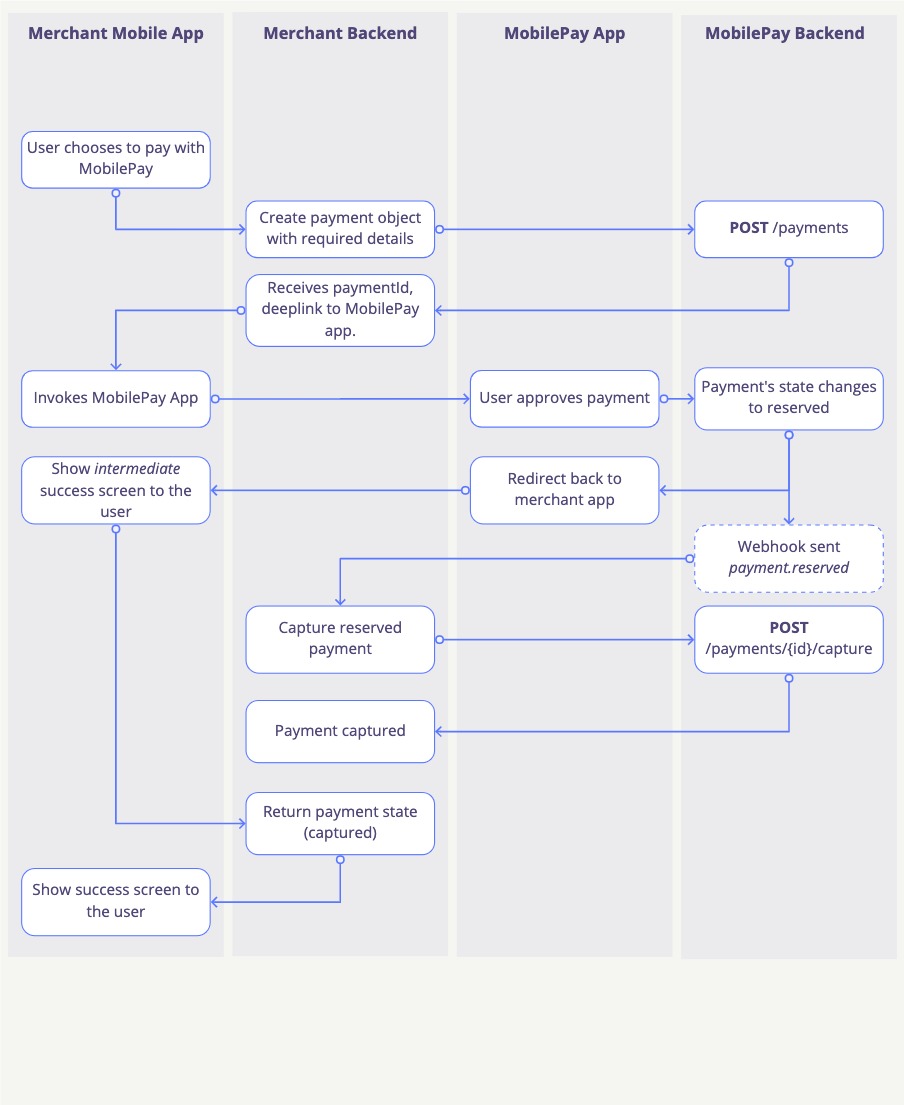 Merchant Mobile App
Merchant Backend
MobilePay App
MobilePay Backend
User chooses to pay with
MobilePay
Create payment object
with required details
POST /payments
Receives paymentId,
deeplink to MobilePay
app.
Invokes MobilePay App
User approves payment
Payment's state changes
to reserved
Show intermediate
success screen to the
user
Redirect back to
merchant app
Webhook sent
payment.reserved
Capture reserved
payment
POST
/payments/{id}/capture
Payment captured
Return payment state
(captured)
Show success screen to
the user